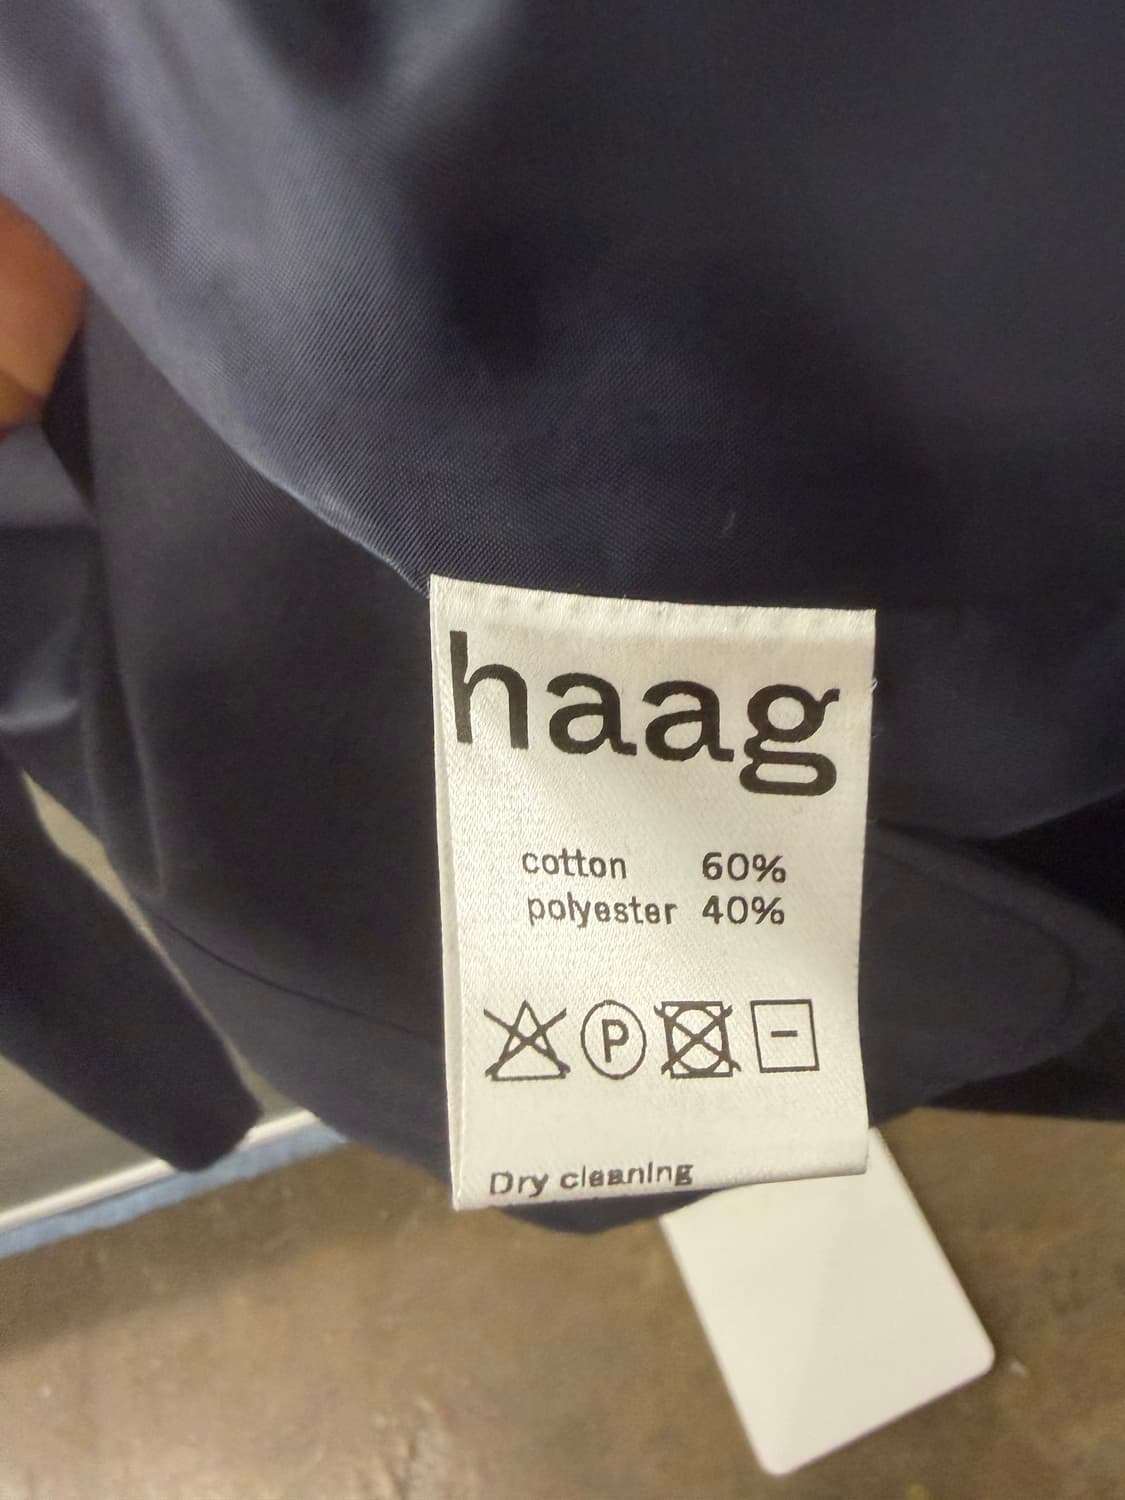 haag
cotton 60%
polyester 40%
P
Dry cleaning